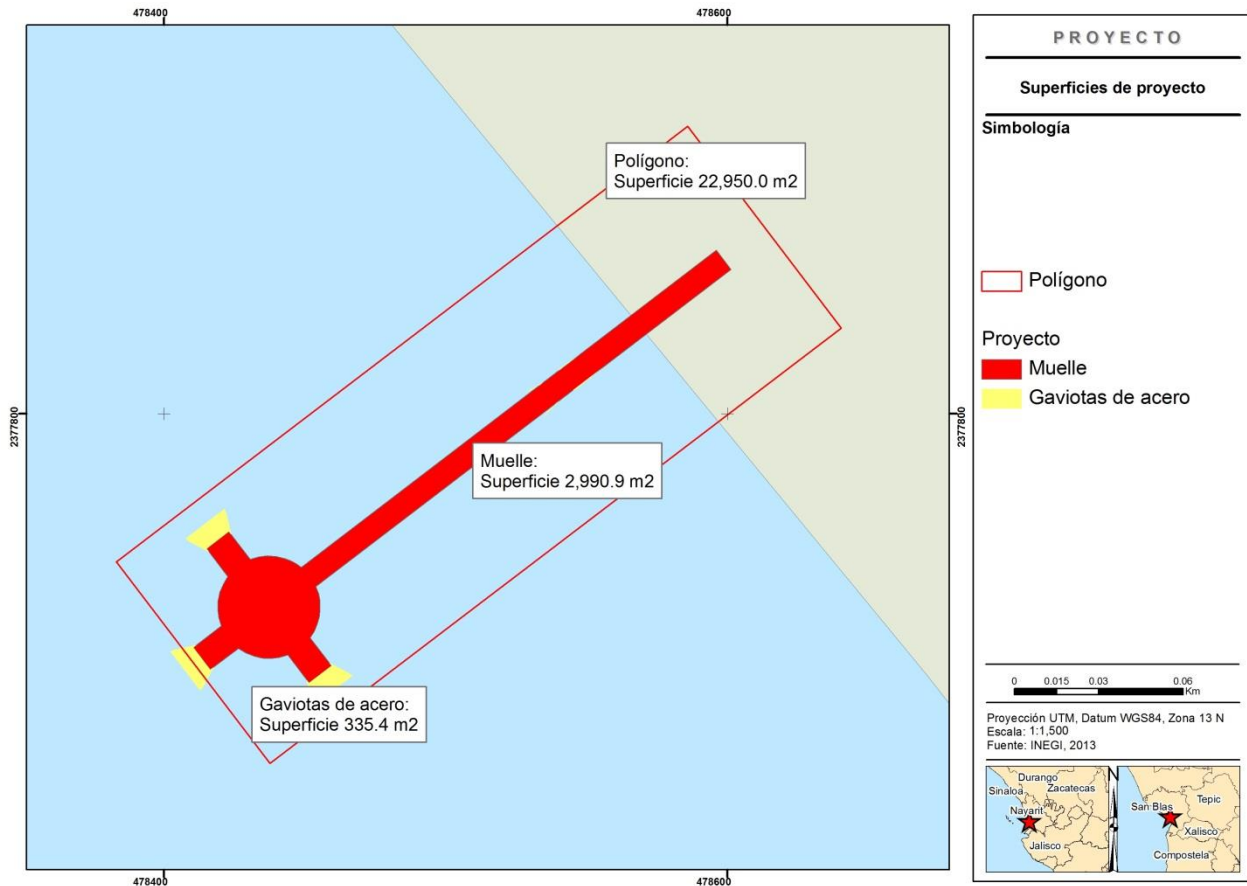 478400
478600
Polígono:
Superficie 22,950.0 m2
2377800
2377800
Muelle:
Superficie 2,990.9 m2
Gaviotas de acero:
Superficie 335.4 m2
478400
478600
PROYECTO
Superficies de proyecto
Simbología
Polígono
Proyecto
Muelle
Gaviotas de acero
0 0.015 0.03 0.06
Km
Proyección UTM, Datum WGS84, Zona 13 N
Escala: 1:1,500
Fuente: INEGI, 2013
Durango
Sinaloa
Zacatecas
Nayarit
Jalisco
N
San Blas
Tepic
Xalisco
Compostela